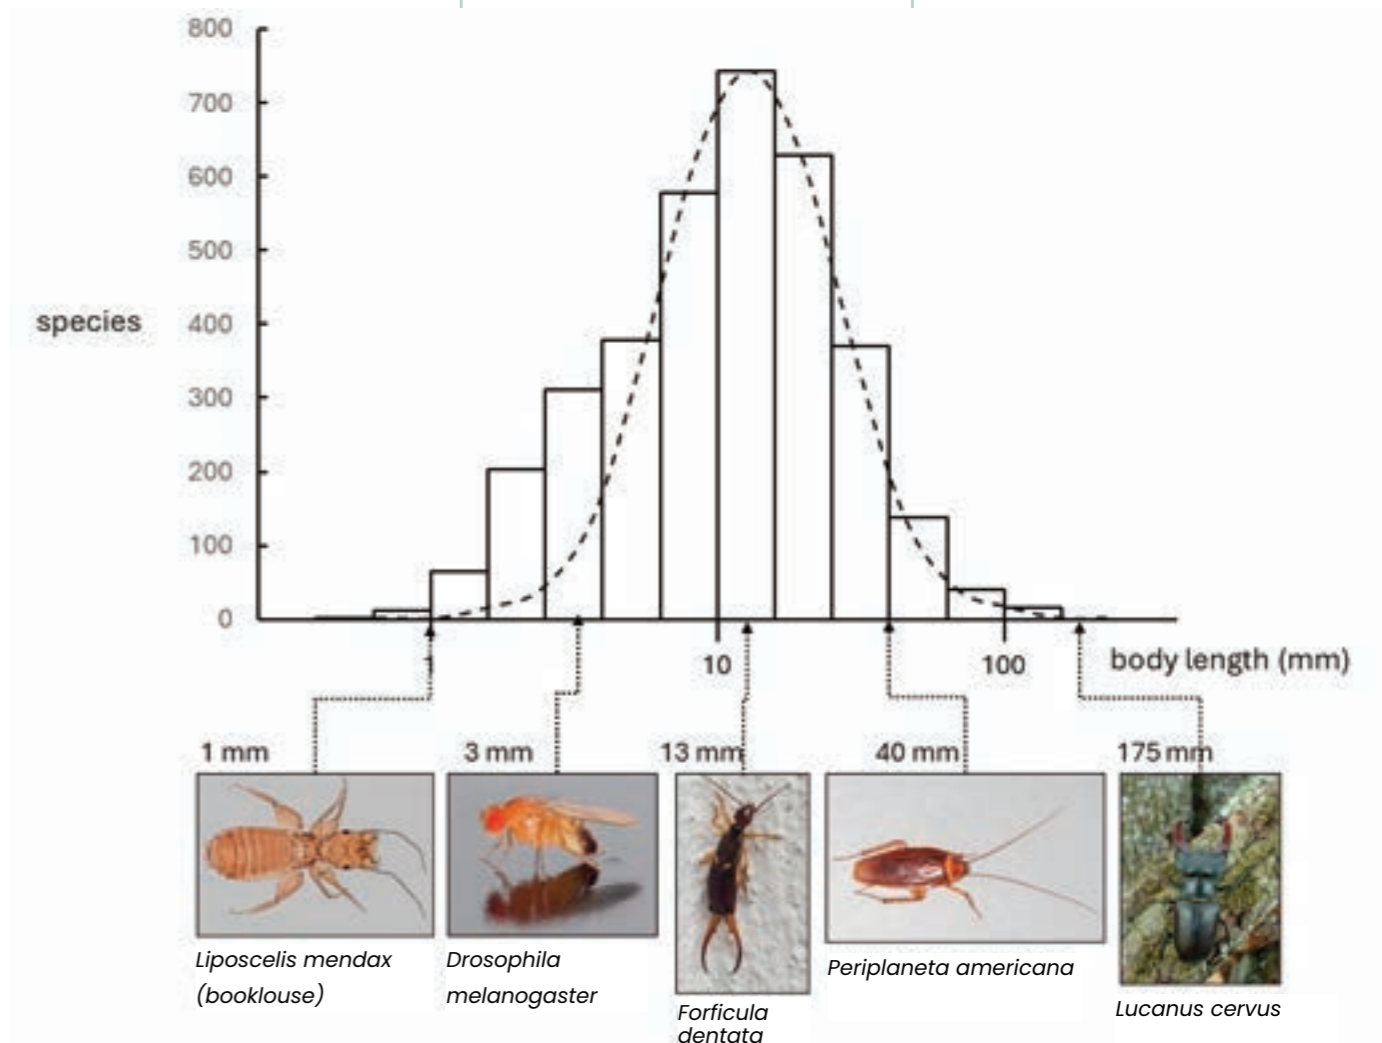 800
700
600
500
species
400
300
200
100
0
1
10
100
body length (mm)
1 mm
3 mm
13 mm
40 mm
175 mm
Liposcelis mendax
(booklouse)
Drosophila
melanogaster
Forficula
dentata
Periplaneta americana
Lucanus cervus